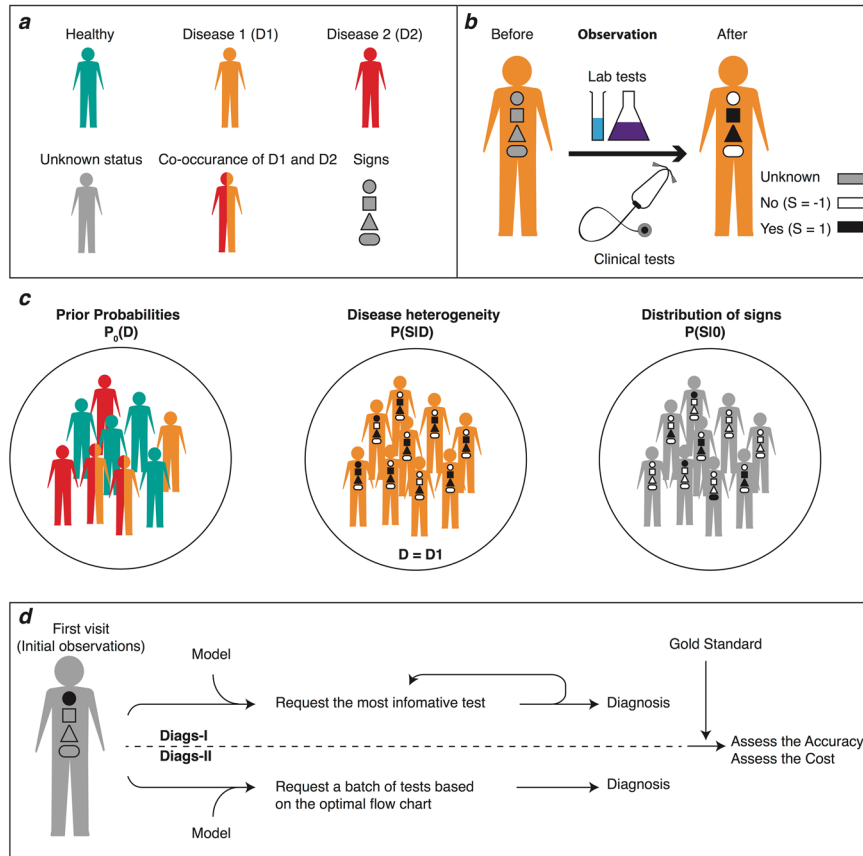 a
Healthy
Disease 1 (D1)
Disease 2 (D2)
Unknown status
Co-occurance of D1 and D2
Signs
b
Before
Observation
After
Lab tests
Clinical tests
Unknown
No (S = -1)
Yes (S = 1)
c
Prior Probabilities
P₀(D)
Disease heterogeneity
P(S|D)
D = D1
Distribution of signs
P(S|0)
d
First visit
(Initial observations)
Model
Request the most infomative test
Diagnosis
Gold Standard
Diags-I
Diags-II
Assess the Accuracy
Assess the Cost
Request a batch of tests based
on the optimal flow chart
Diagnosis
Model